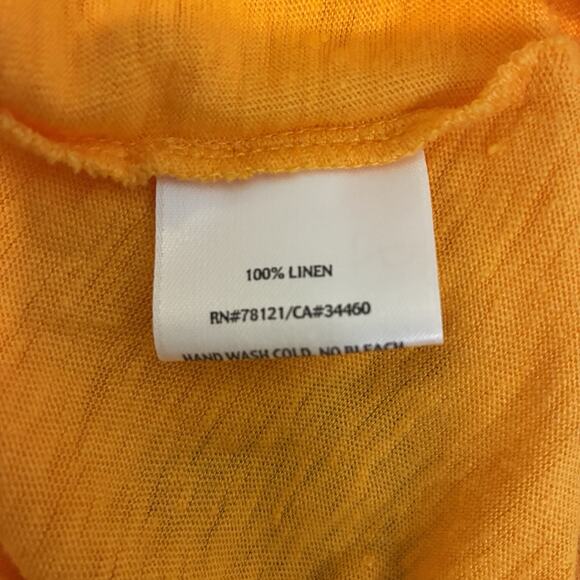 100% LINEN
RN#78121/CA#34460
HAND WASH COLD, NO BLEACH